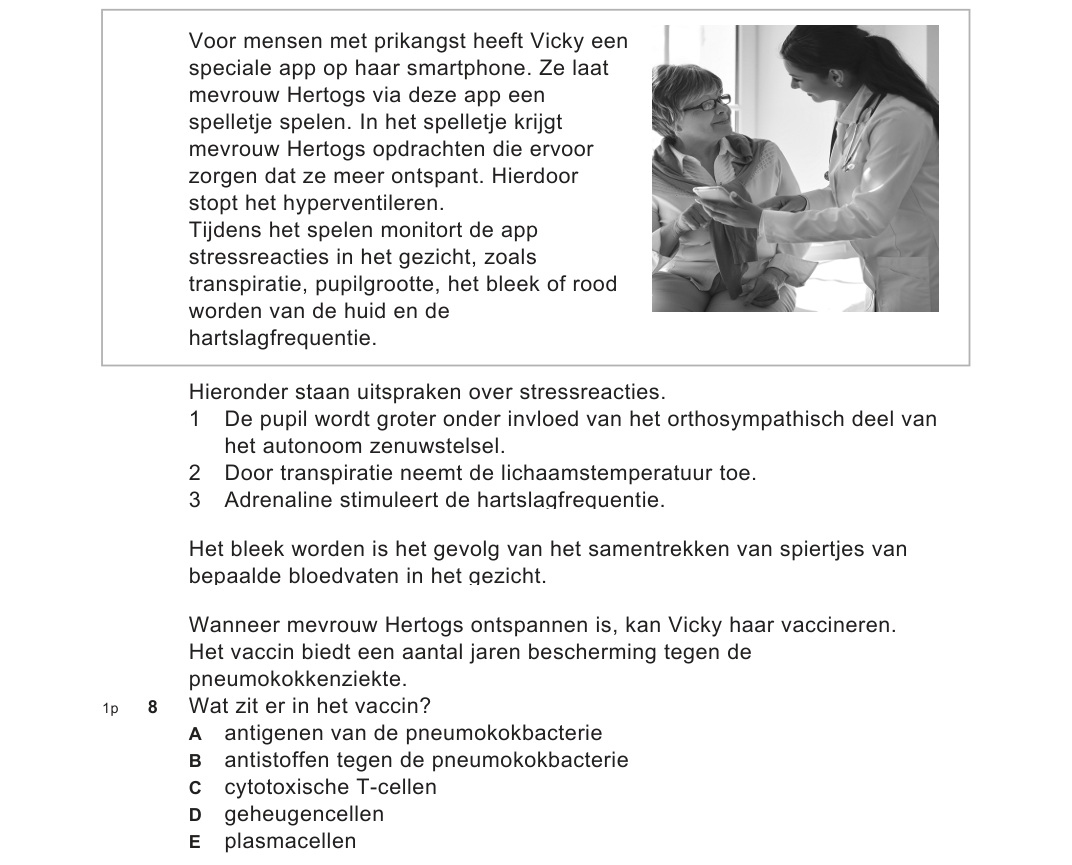 Voor mensen met prikangst heeft Vicky een
speciale app op haar smartphone. Ze laat
mevrouw Hertogs via deze app een
spelletje spelen. In het spelletje krijgt
mevrouw Hertogs opdrachten die ervoor
zorgen dat ze meer ontspant. Hierdoor
stopt het hyperventileren.
Tijdens het spelen monitort de app
stressreacties in het gezicht, zoals
transpiratie, pupilgrootte, het bleek of rood
worden van de huid en de
hartslagfrequentie.
Hieronder staan uitspraken over stressreacties.
1 De pupil wordt groter onder invloed van het orthosympathisch deel van
het autonoom zenuwstelsel.
2 Door transpiratie neemt de lichaamstemperatuur toe.
3 Adrenaline stimuleert de hartslagfrequentie.
Het bleek worden is het gevolg van het samentrekken van spiertjes van
bepaalde bloedvaten in het gezicht.
Wanneer mevrouw Hertogs ontspannen is, kan Vicky haar vaccineren.
Het vaccin biedt een aantal jaren bescherming tegen de
pneumokokkenziekte.
1p 8 Wat zit er in het vaccin?
A antigenen van de pneumokokbacterie
B antistoffen tegen de pneumokokbacterie
C cytotoxische T-cellen
D geheugencellen
E plasmacellen